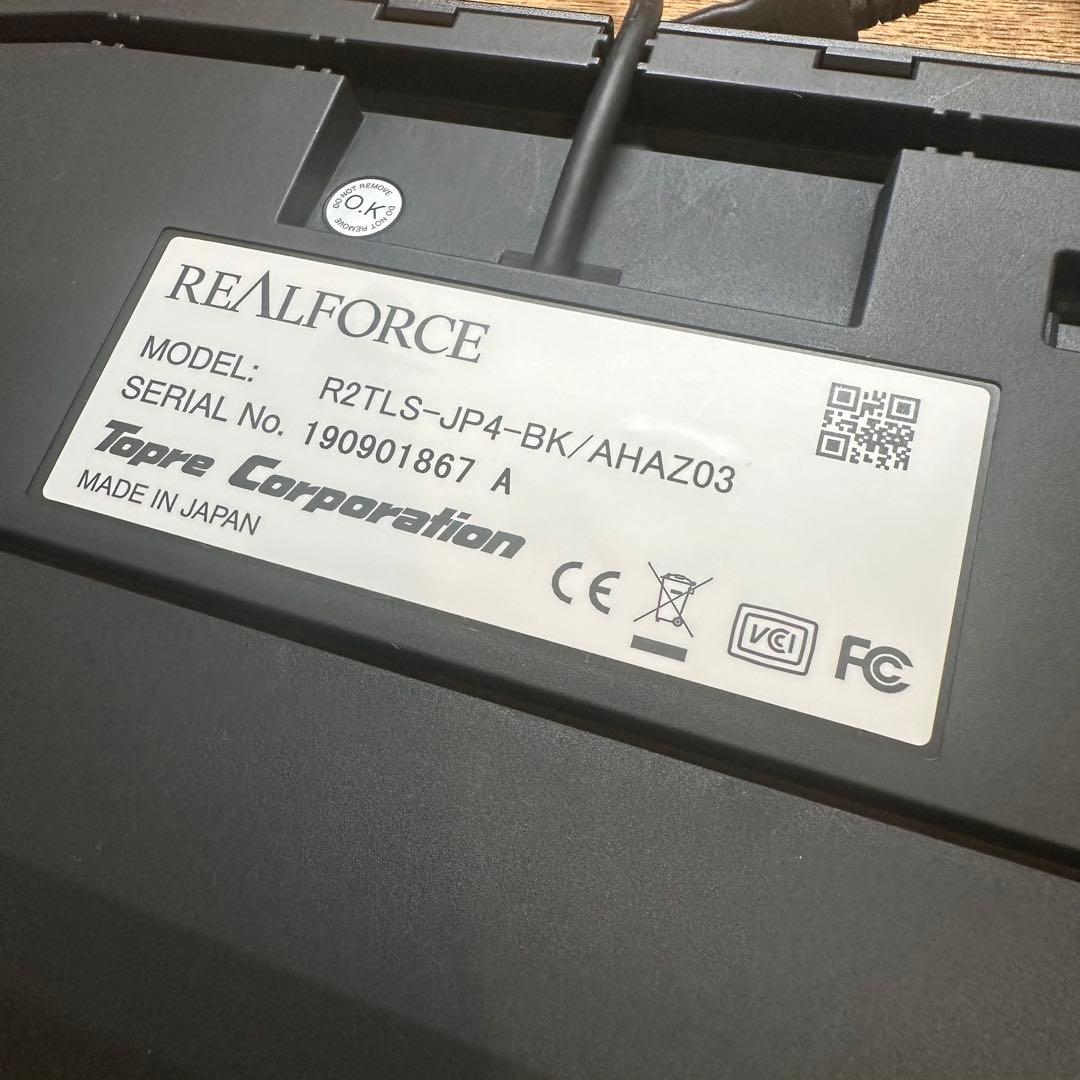 DO NOT REMOVE DO NOT REMOVE
O.K
REALFORCE
MODEL: R2TLS-JP4-BK/AHAZ03
SERIAL No. 190901867 A
Topre Corporation
MADE IN JAPAN
CE
VCI
FC